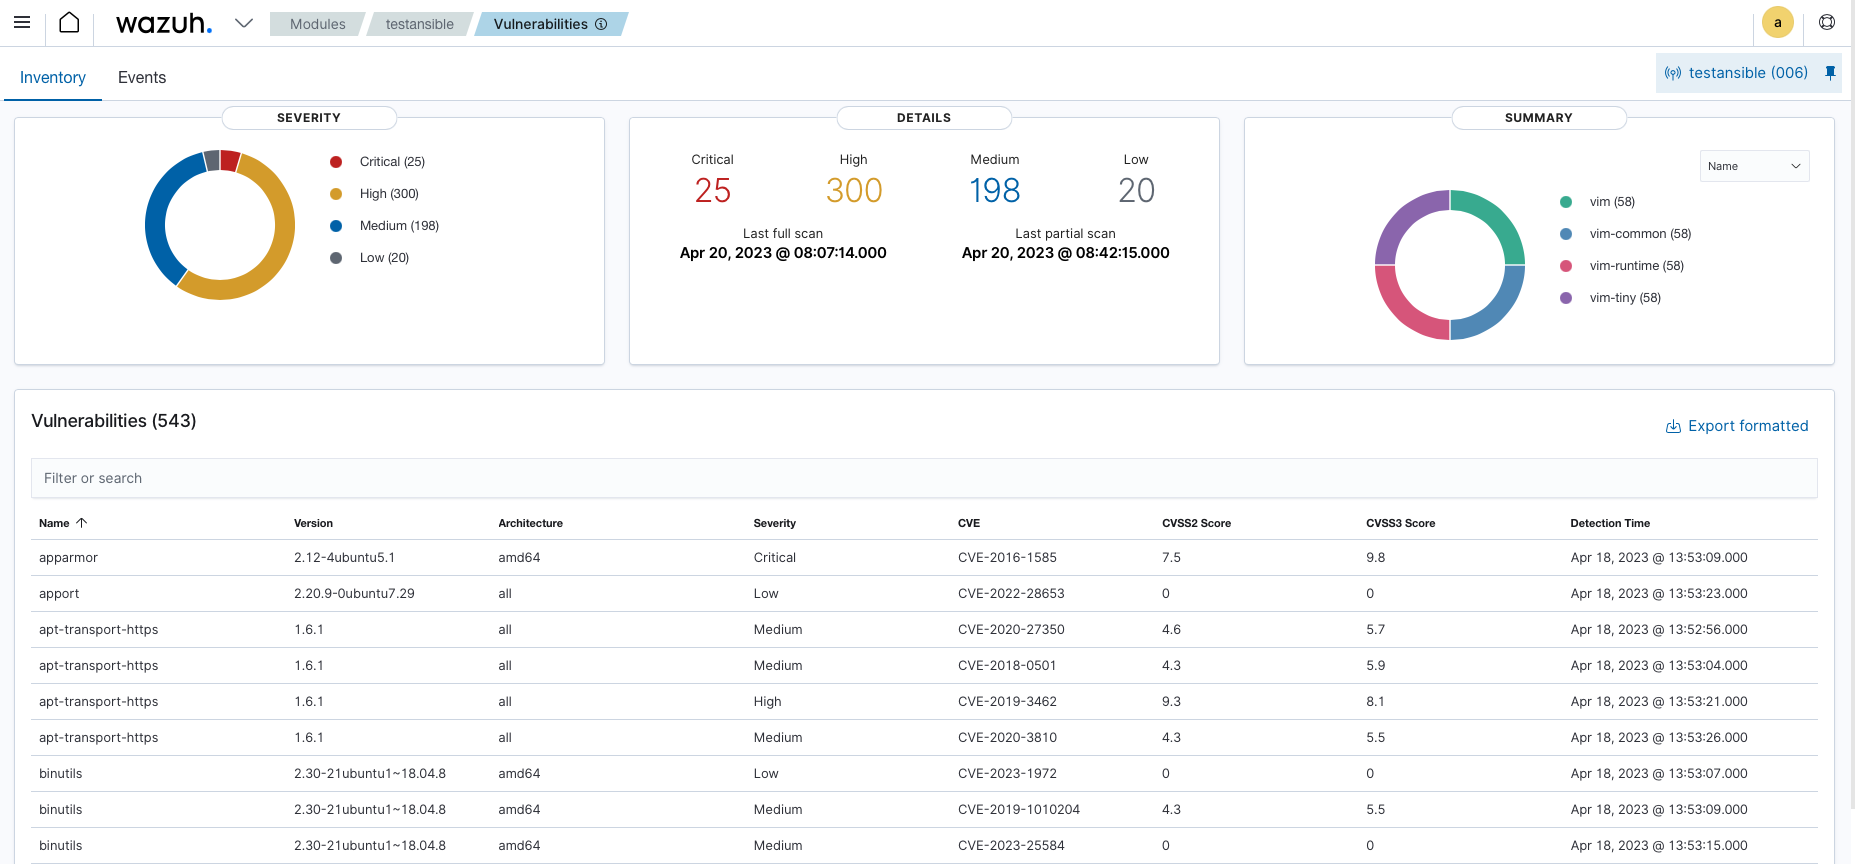 wazuh.
Modules
testansible
Vulnerabilities
a
Inventory
Events
testansible (006)
SEVERITY
Critical (25)
High (300)
Medium (198)
Low (20)
DETAILS
Critical
High
Medium
Low
25
300
198
20
Last full scan
Last partial scan
Apr 20, 2023 @ 08:07:14.000
Apr 20, 2023 @ 08:42:15.000
SUMMARY
Name
vim (58)
vim-common (58)
vim-runtime (58)
vim-tiny (58)
Vulnerabilities (543)
Export formatted
Filter or search
Name Version Architecture Severity CVE CVSS2 Score CVSS3 Score Detection Time
apparmor 2.12-4ubuntu5.1 amd64 Critical CVE-2016-1585 7.5 9.8 Apr 18, 2023 @ 13:53:09.000
apport 2.20.9-0ubuntu7.29 all Low CVE-2022-28653 0 0 Apr 18, 2023 @ 13:53:23.000
apt-transport-https 1.6.1 all Medium CVE-2020-27350 4.6 5.7 Apr 18, 2023 @ 13:52:56.000
apt-transport-https 1.6.1 all Medium CVE-2018-0501 4.3 5.9 Apr 18, 2023 @ 13:53:04.000
apt-transport-https 1.6.1 all High CVE-2019-3462 9.3 8.1 Apr 18, 2023 @ 13:53:21.000
apt-transport-https 1.6.1 all Medium CVE-2020-3810 4.3 5.5 Apr 18, 2023 @ 13:53:26.000
binutils 2.30-21ubuntu1~18.04.8 amd64 Low CVE-2023-1972 0 0 Apr 18, 2023 @ 13:53:07.000
binutils 2.30-21ubuntu1~18.04.8 amd64 Medium CVE-2019-1010204 4.3 5.5 Apr 18, 2023 @ 13:53:09.000
binutils 2.30-21ubuntu1~18.04.8 amd64 Medium CVE-2023-25584 0 0 Apr 18, 2023 @ 13:53:15.000